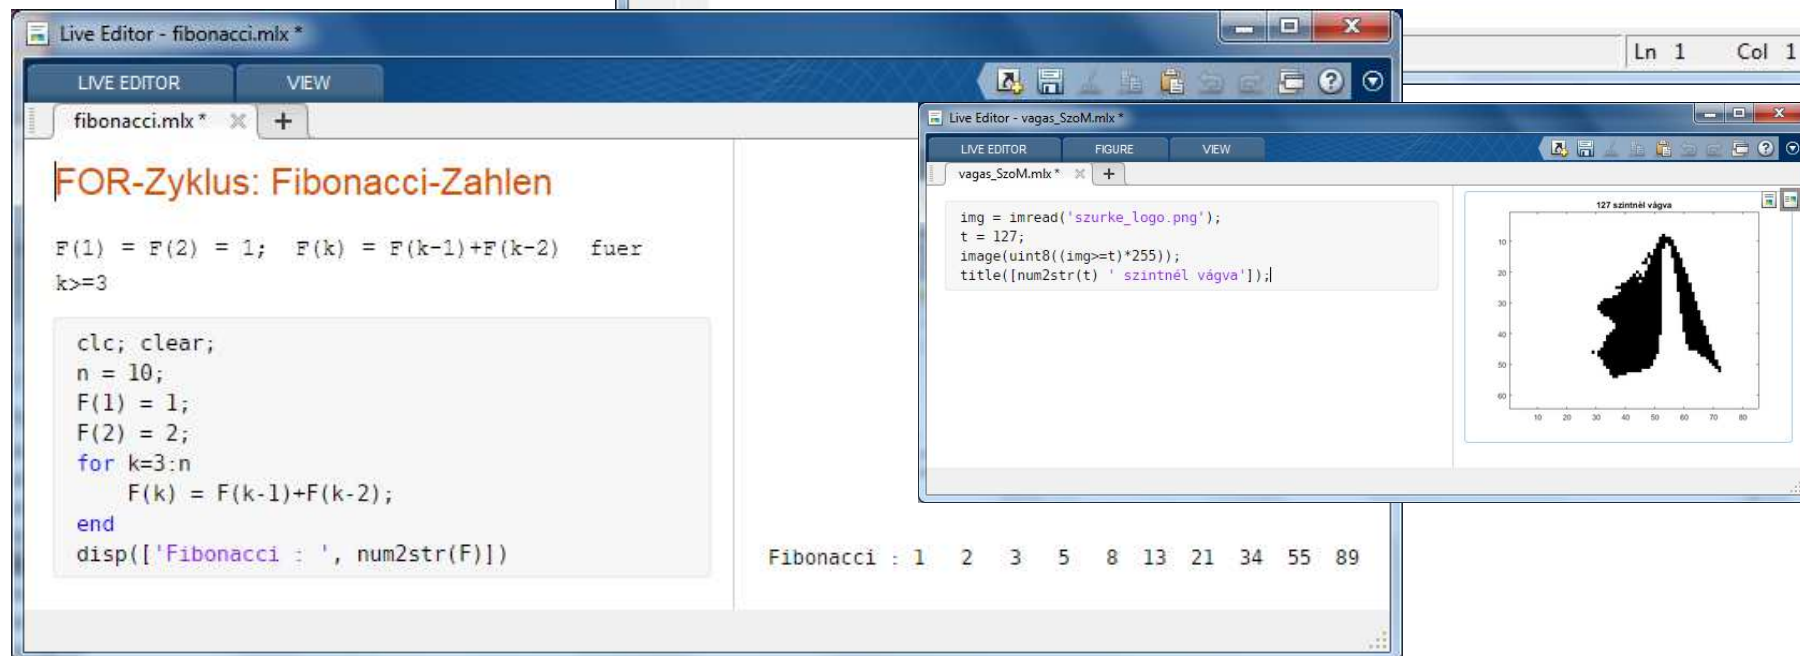 Live Editor - fibonacci.mlx *
LIVE EDITOR VIEW
fibonacci.mlx * +
FOR-Zyklus: Fibonacci-Zahlen
F(1) = F(2) = 1; F(k) = F(k-1)+F(k-2) fuer
k>=3
clc; clear;
n = 10;
F(1) = 1;
F(2) = 2;
for k=3:n
F(k) = F(k-1)+F(k-2);
end
disp(['Fibonacci : ', num2str(F)])
Fibonacci : 1 2 3 5 8 13 21 34 55 89
Ln 1 Col 1
Live Editor - vagas_SzoM.mlx *
LIVE EDITOR FIGURE VIEW
vagas_SzoM.mlx * +
img = imread('szurke_logo.png');
t = 127;
image(uint8((img>=t)*255));
title([num2str(t) ' szintnél vágva']);
127 szintnél vágva
10
20
30
40
50
60
10 20 30 40 50 60 70 80